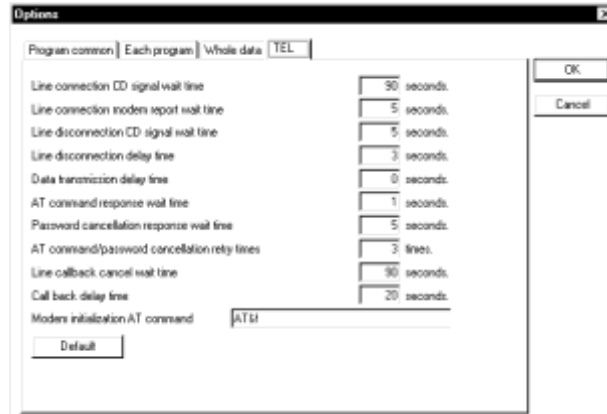 Options
Program common Each program Whole data TEL
OK
Cancel
Line connection CD signal wait time 90 seconds.
Line connection modem report wait time 5 seconds.
Line disconnection CD signal wait time 5 seconds.
Line disconnection delay time 3 seconds.
Data transmission delay time 0 seconds.
AT command response wait time 1 seconds.
Password cancellation response wait time 5 seconds.
AT command/password cancellation retry times 3 times.
Line callback cancel wait time 90 seconds.
Call back delay time 20 seconds.
Modem initialization AT command
Default